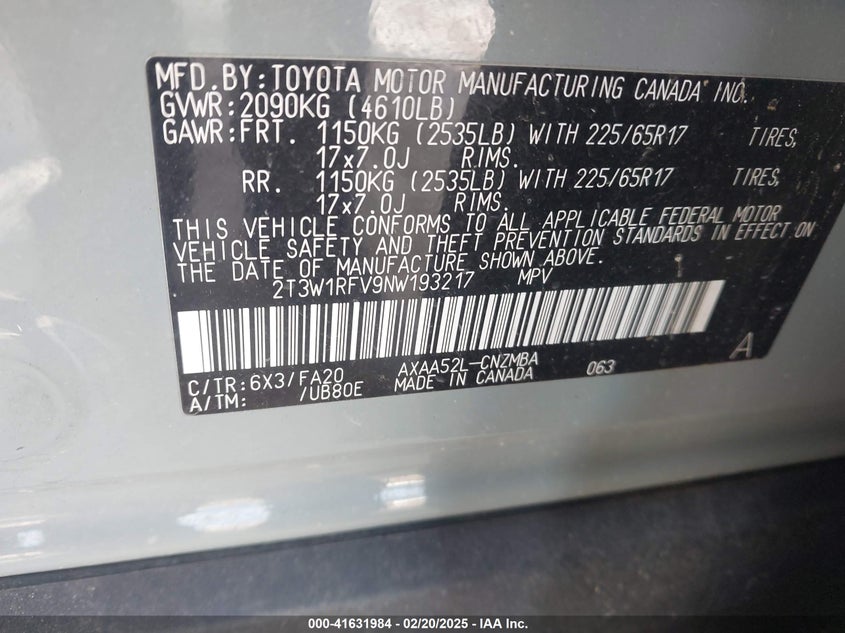 MFD. BY: TOYOTA MOTOR MANUFACTURING CANADA INC.
GVWR: 2090KG (4610LB)
GAWR: FRT. 1150KG (2535LB) WITH 225/65R17 TIRES,
17x7.0J RIMS.
RR. 1150KG (2535LB) WITH 225/65R17 TIRES,
17x7.0J RIMS.
THIS VEHICLE CONFORMS TO ALL APPLICABLE FEDERAL MOTOR
VEHICLE SAFETY AND THEFT PREVENTION STANDARDS IN EFFECT ON
THE DATE OF MANUFACTURE SHOWN ABOVE.
2T3W1RFV9NW193217 MPV
A
C/TR: 6X3/FA20 AXAA52L-CNZMBA 063
A/TM: /UB80E MADE IN CANADA
000-41631984 - 02/20/2025 - IAA Inc.